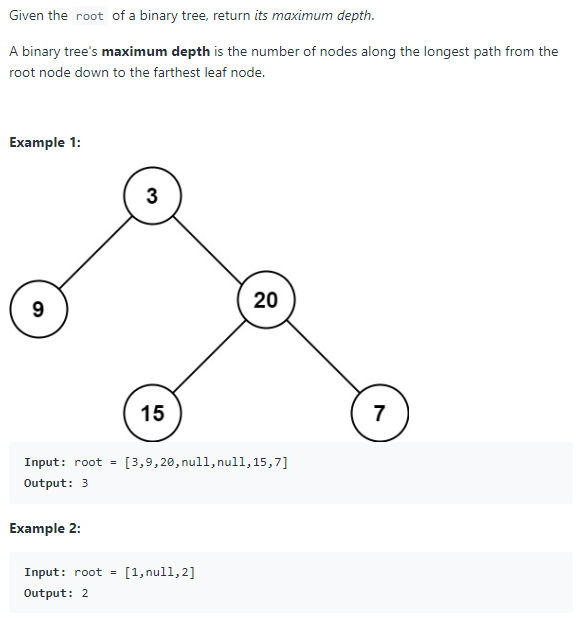 Given the root of a binary tree, return its maximum depth.
A binary tree's maximum depth is the number of nodes along the longest path from the
root node down to the farthest leaf node.
Example 1:
3
9
20
15
7
Input: root = [3,9,20,null,null,15,7]
Output: 3
Example 2:
Input: root = [1,null,2]
Output: 2